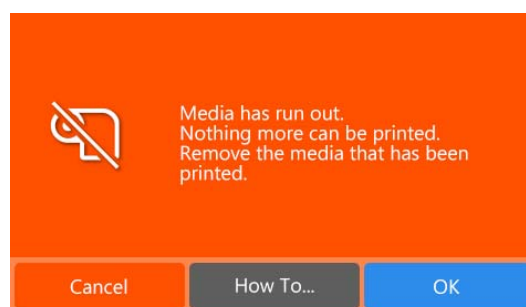 Media has run out.
Nothing more can be printed.
Remove the media that has been
printed.
Cancel
How To...
OK